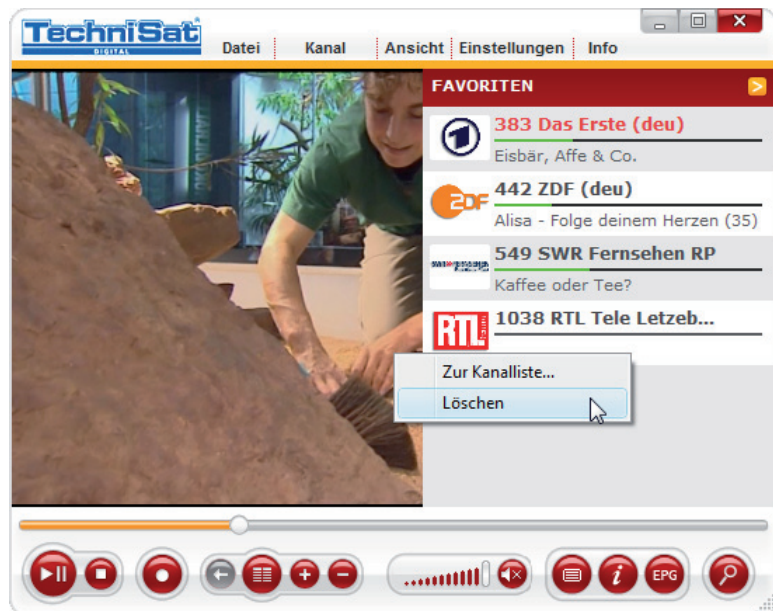 TechniSat
DIGITAL
Datei Kanal Ansicht Einstellungen Info
FAVORITEN
383 Das Erste (deu)
Eisbär, Affe & Co.
ZDF
442 ZDF (deu)
Alisa - Folge deinem Herzen (35)
549 SWR Fernsehen RP
Kaffee oder Tee?
RTL
1038 RTL Tele Letzeb...
Zur Kanalliste...
Löschen
i
EPG